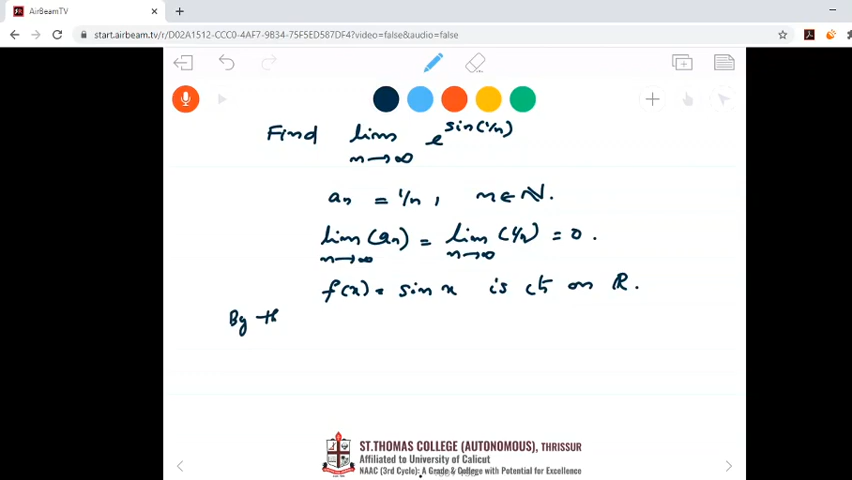 AirBeamTV
start.airbeam.tv/r/D02A1512-CCC0-4AF7-9B34-75F5ED587DF4?video=false&audio=false
Find lim n→∞ e^sin(1/n)
an = 1/n, n ∈ ℕ.
lim n→∞ (an) = lim n→∞ (1/n) = 0.
f(x) = sin x is cts on ℝ.
By th
ST.THOMAS COLLEGE (AUTONOMOUS), THRISSUR
Affiliated to University of Calicut
NAAC (3rd Cycle): A Grade & College with Potential for Excellence